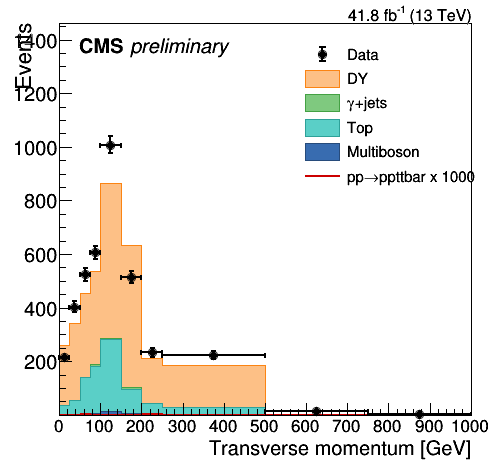 41.8 fb⁻¹ (13 TeV)
CMS preliminary
Events
Data
DY
γ+jets
Top
Multiboson
pp→ppttbar x 1000
1400
1200
1000
800
600
400
200
0 100 200 300 400 500 600 700 800 900 1000
Transverse momentum [GeV]